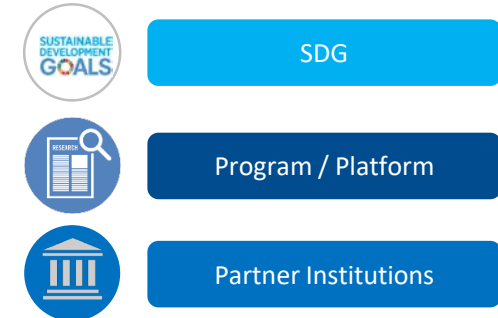 SUSTAINABLE
DEVELOPMENT
GOALS
SDG
RESEARCH
Program / Platform
Partner Institutions